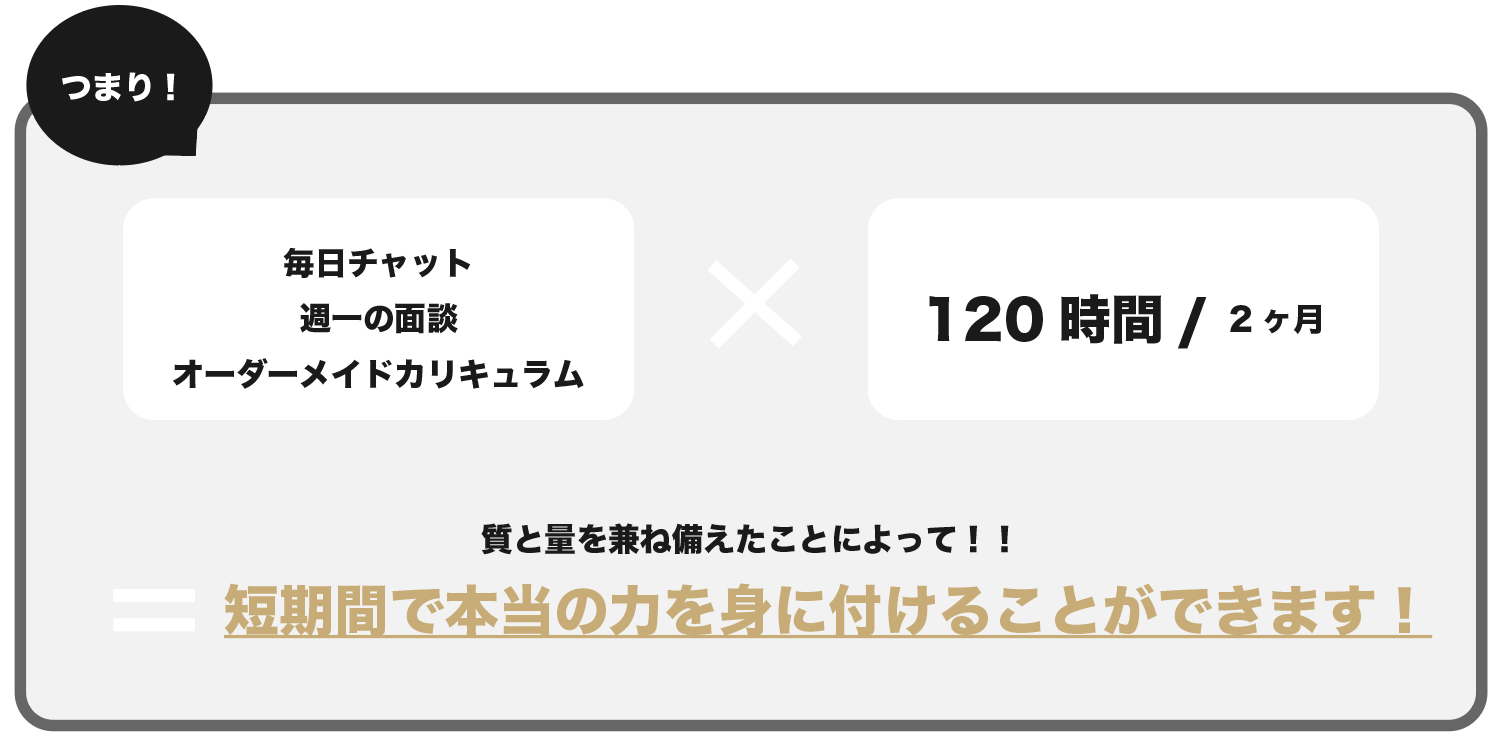 つまり！
毎日チャット
週一の面談
オーダーメイドカリキュラム
×
120 時間 / 2 ヶ月
質と量を兼ね備えたことによって！！
＝ 短期間で本当の力を身に付けることができます！